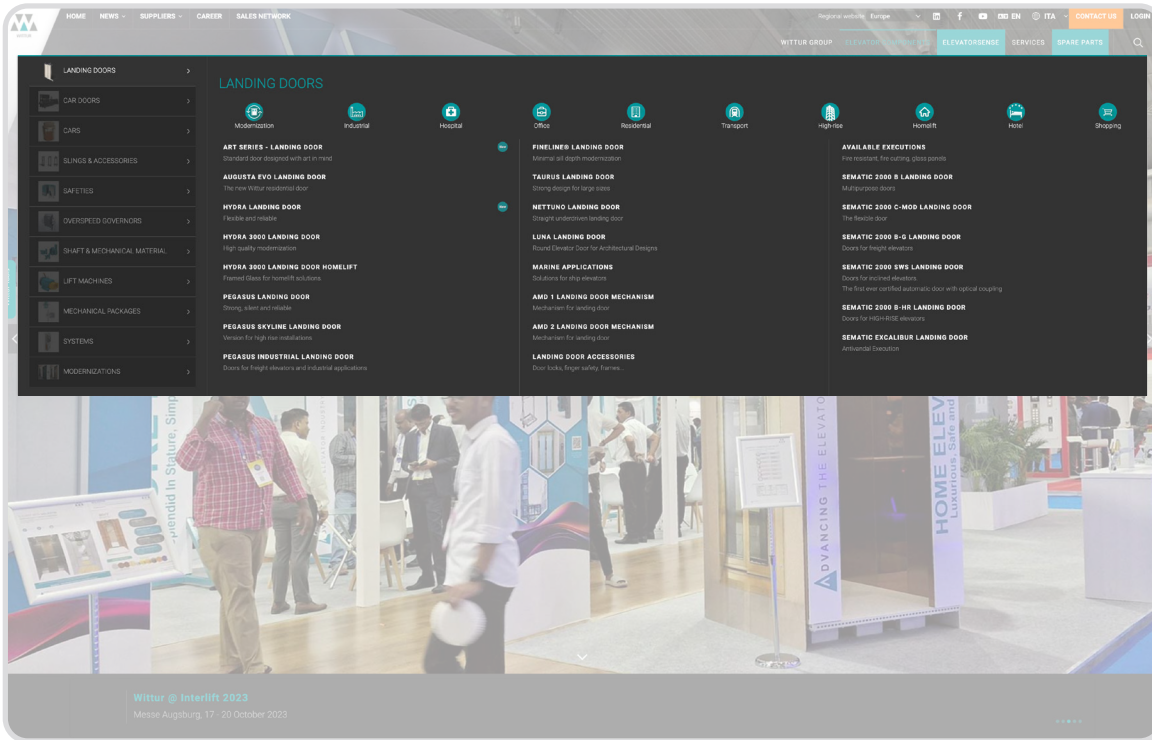 HOME
NEWS
SUPPLIERS
CAREER
SALES NETWORK
Regional website Europe
EN
ITA
CONTACT US
LOGIN
WITTUR GROUP
ELEVATOR COMPONENTS
ELEVATORSENSE
SERVICES
SPARE PARTS
LANDING DOORS
CAR DOORS
CARS
SLINGS & ACCESSORIES
SAFETIES
OVERSPEED GOVERNORS
SHAFT & MECHANICAL MATERIAL
LIFT MACHINES
MECHANICAL PACKAGES
SYSTEMS
MODERNIZATIONS
LANDING DOORS
Modernization
Industrial
Hospital
Office
Residential
Transport
High-rise
Homelift
Hotel
Shopping
ART SERIES - LANDING DOOR
Standard door designed with art in mind
AUGUSTA EVO LANDING DOOR
The new Wittur residential door
HYDRA LANDING DOOR
Flexible and reliable
HYDRA 3000 LANDING DOOR
High quality modernization
HYDRA 3000 LANDING DOOR HOMELIFT
Framed Glass for homelift solutions
PEGASUS LANDING DOOR
Strong, silent and reliable
PEGASUS SKYLINE LANDING DOOR
Version for high rise installations
PEGASUS INDUSTRIAL LANDING DOOR
Doors for freight elevators and industrial applications
FINELINE® LANDING DOOR
Minimal sill depth modernization
TAURUS LANDING DOOR
Strong design for large sizes
NETTUNO LANDING DOOR
Straight underdriven landing door
LUNA LANDING DOOR
Round Elevator Door for Architectural Designs
MARINE APPLICATIONS
Solutions for ship elevators
AMD 1 LANDING DOOR MECHANISM
Mechanism for landing door
AMD 2 LANDING DOOR MECHANISM
Mechanism for landing door
LANDING DOOR ACCESSORIES
Door locks, finger safety, frames...
AVAILABLE EXECUTIONS
Fire resistant, fire cutting, glass panels
SEMATIC 2000 B LANDING DOOR
Multipurpose doors
SEMATIC 2000 C-MOD LANDING DOOR
The flexible door
SEMATIC 2000 B-G LANDING DOOR
Doors for freight elevators
SEMATIC 2000 SWS LANDING DOOR
Doors for inclined elevators
The first ever certified automatic door with optical coupling
SEMATIC 2000 B-HR LANDING DOOR
Doors for HIGH-RISE elevators
SEMATIC EXCALIBUR LANDING DOOR
Antivandal Execution
Splendid In Stature, Simp
ADVANCING THE ELEVATO
HOME ELEV
Luxurious, Safe and
Wittur @ Interlift 2023
Messe Augsburg, 17 - 20 October 2023